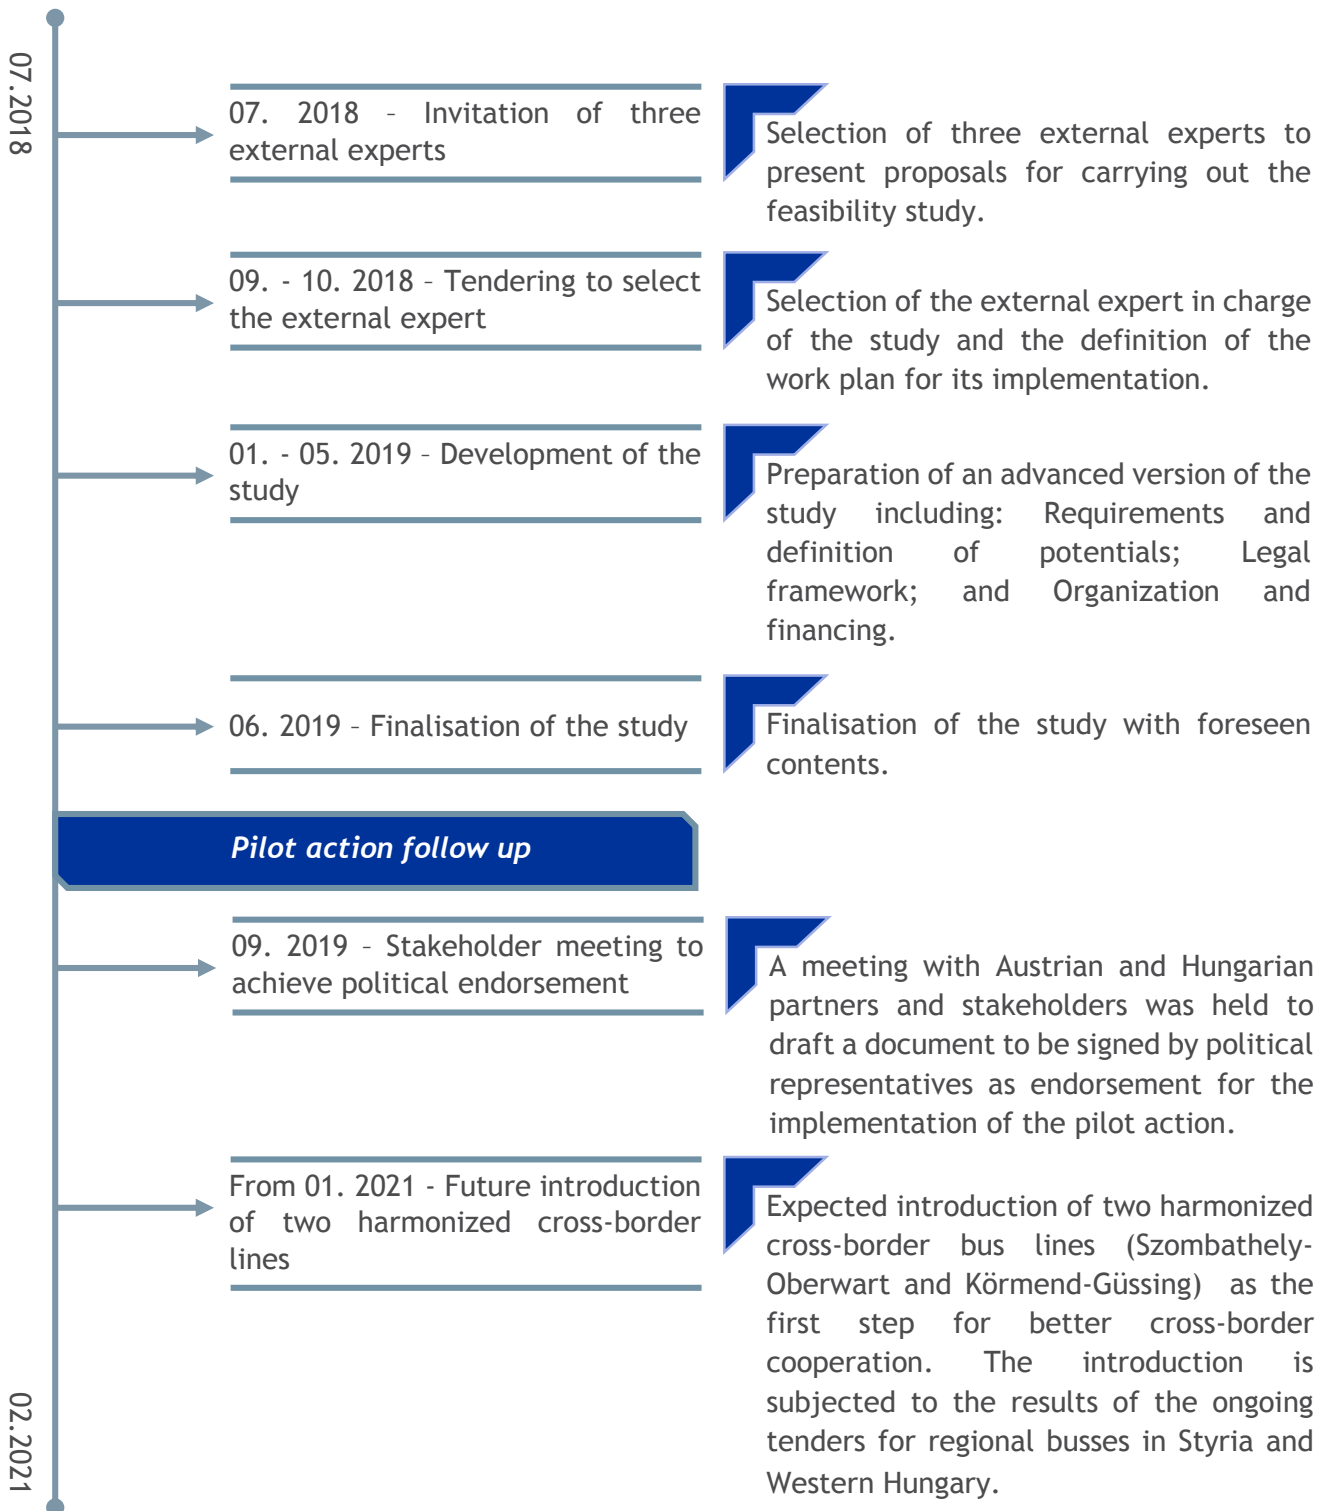 07.2018
07. 2018 – Invitation of three
external experts
Selection of three external experts to
present proposals for carrying out the
feasibility study.
09. - 10. 2018 – Tendering to select
the external expert
Selection of the external expert in charge
of the study and the definition of the
work plan for its implementation.
01. - 05. 2019 – Development of the
study
Preparation of an advanced version of the
study including: Requirements and
definition of potentials; Legal
framework; and Organization and
financing.
06. 2019 – Finalisation of the study
Finalisation of the study with foreseen
contents.
Pilot action follow up
09. 2019 – Stakeholder meeting to
achieve political endorsement
A meeting with Austrian and Hungarian
partners and stakeholders was held to
draft a document to be signed by political
representatives as endorsement for the
implementation of the pilot action.
From 01. 2021 - Future introduction
of two harmonized cross-border
lines
Expected introduction of two harmonized
cross-border bus lines (Szombathely-
Oberwart and Körmend-Güssing) as the
first step for better cross-border
cooperation. The introduction is
subjected to the results of the ongoing
tenders for regional busses in Styria and
Western Hungary.
02.2021